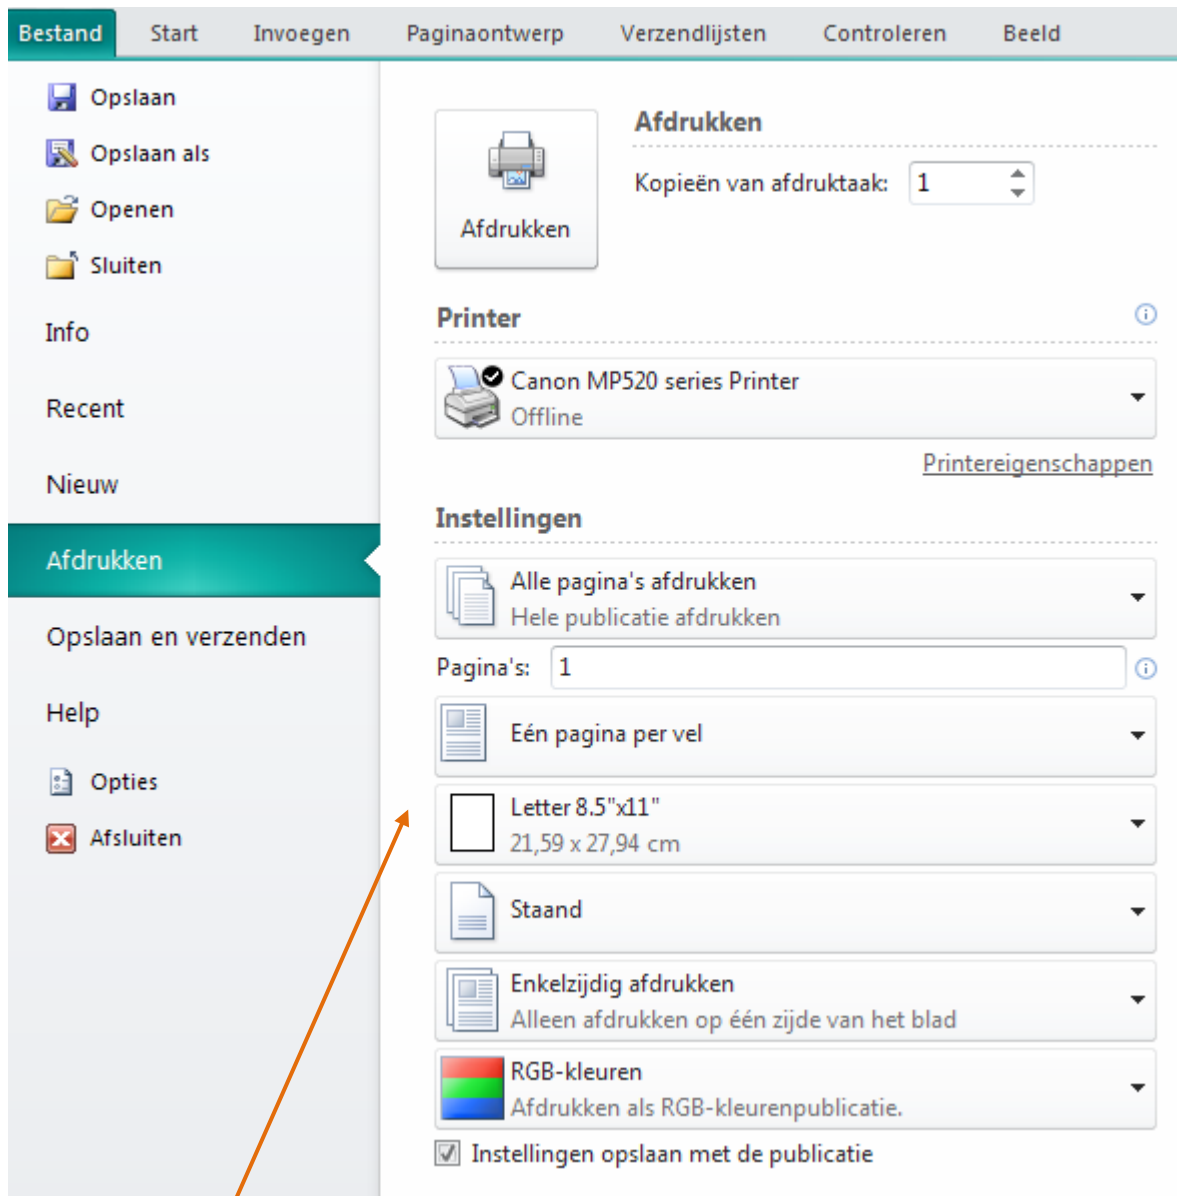 Bestand Start Invoegen Paginaontwerp Verzendlijsten Controleren Beeld
Opslaan
Opslaan als
Openen
Sluiten
Info
Recent
Nieuw
Afdrukken
Opslaan en verzenden
Help
Opties
Afsluiten
Afdrukken
Afdrukken
Kopieën van afdruktaak: 1
Printer
Canon MP520 series Printer
Offline
Printereigenschappen
Instellingen
Alle pagina's afdrukken
Hele publicatie afdrukken
Pagina's: 1
Eén pagina per vel
Letter 8.5"x11"
21,59 x 27,94 cm
Staand
Enkelzijdig afdrukken
Alleen afdrukken op één zijde van het blad
RGB-kleuren
Afdrukken als RGB-kleurenpublicatie.
Instellingen opslaan met de publicatie